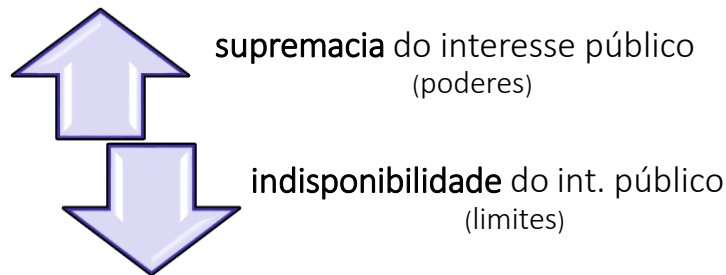 supremacia do interesse público
(poderes)
indisponibilidade do int. público
(limites)